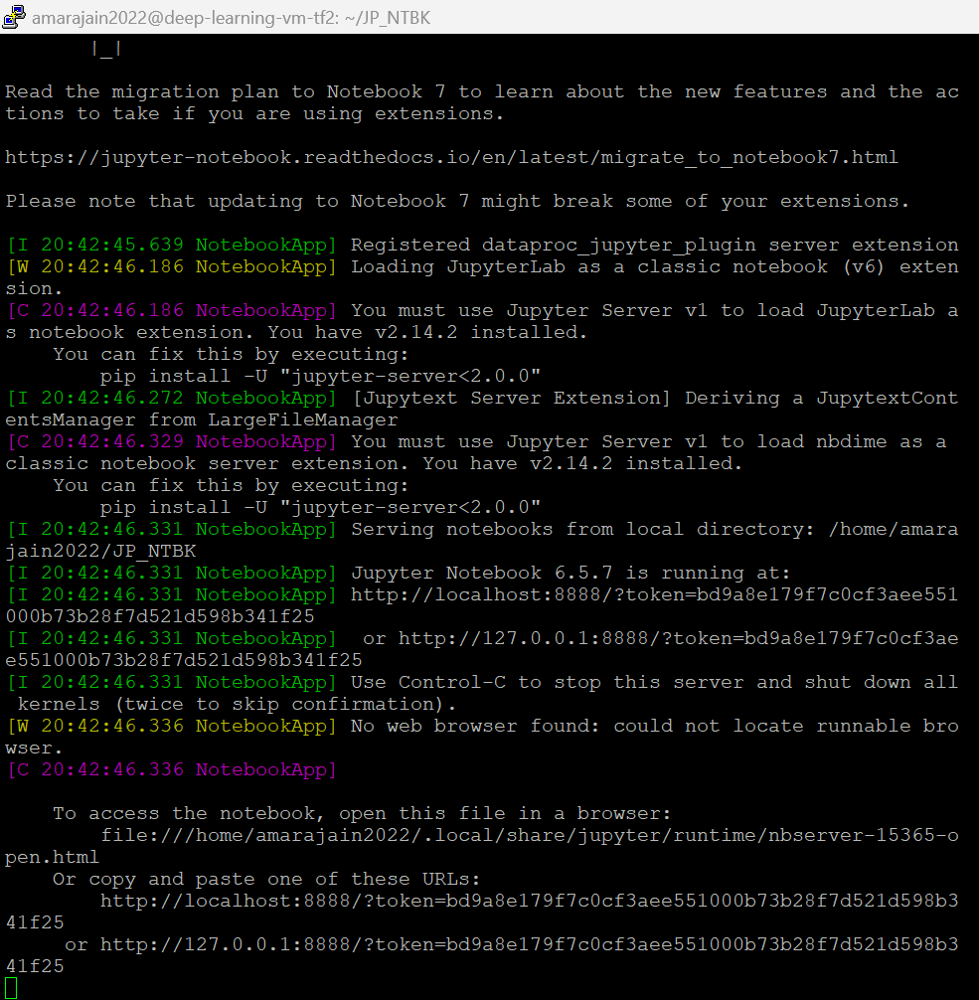 amarajain2022@deep-learning-vm-tf2: ~/JP_NTBK
|_|
Read the migration plan to Notebook 7 to learn about the new features and the ac
tions to take if you are using extensions.
https://jupyter-notebook.readthedocs.io/en/latest/migrate_to_notebook7.html
Please note that updating to Notebook 7 might break some of your extensions.
[I 20:42:45.639 NotebookApp] Registered dataproc_jupyter_plugin server extension
[W 20:42:46.186 NotebookApp] Loading JupyterLab as a classic notebook (v6) exten
sion.
[C 20:42:46.186 NotebookApp] You must use Jupyter Server v1 to load JupyterLab a
s notebook extension. You have v2.14.2 installed.
    You can fix this by executing:
        pip install -U "jupyter-server<2.0.0"
[I 20:42:46.272 NotebookApp] [Jupytext Server Extension] Deriving a JupytextCont
entsManager from LargeFileManager
[C 20:42:46.329 NotebookApp] You must use Jupyter Server v1 to load nbdime as a
classic notebook server extension. You have v2.14.2 installed.
    You can fix this by executing:
        pip install -U "jupyter-server<2.0.0"
[I 20:42:46.331 NotebookApp] Serving notebooks from local directory: /home/amara
jain2022/JP_NTBK
[I 20:42:46.331 NotebookApp] Jupyter Notebook 6.5.7 is running at:
[I 20:42:46.331 NotebookApp] http://localhost:8888/?token=bd9a8e179f7c0cf3aee551
000b73b28f7d521d598b341f25
[I 20:42:46.331 NotebookApp]  or http://127.0.0.1:8888/?token=bd9a8e179f7c0cf3ae
e551000b73b28f7d521d598b341f25
[I 20:42:46.331 NotebookApp] Use Control-C to stop this server and shut down all
 kernels (twice to skip confirmation).
[W 20:42:46.336 NotebookApp] No web browser found: could not locate runnable bro
wser.
[C 20:42:46.336 NotebookApp]
    To access the notebook, open this file in a browser:
        file:///home/amarajain2022/.local/share/jupyter/runtime/nbserver-15365-o
pen.html
    Or copy and paste one of these URLs:
        http://localhost:8888/?token=bd9a8e179f7c0cf3aee551000b73b28f7d521d598b3
41f25
     or http://127.0.0.1:8888/?token=bd9a8e179f7c0cf3aee551000b73b28f7d521d598b3
41f25